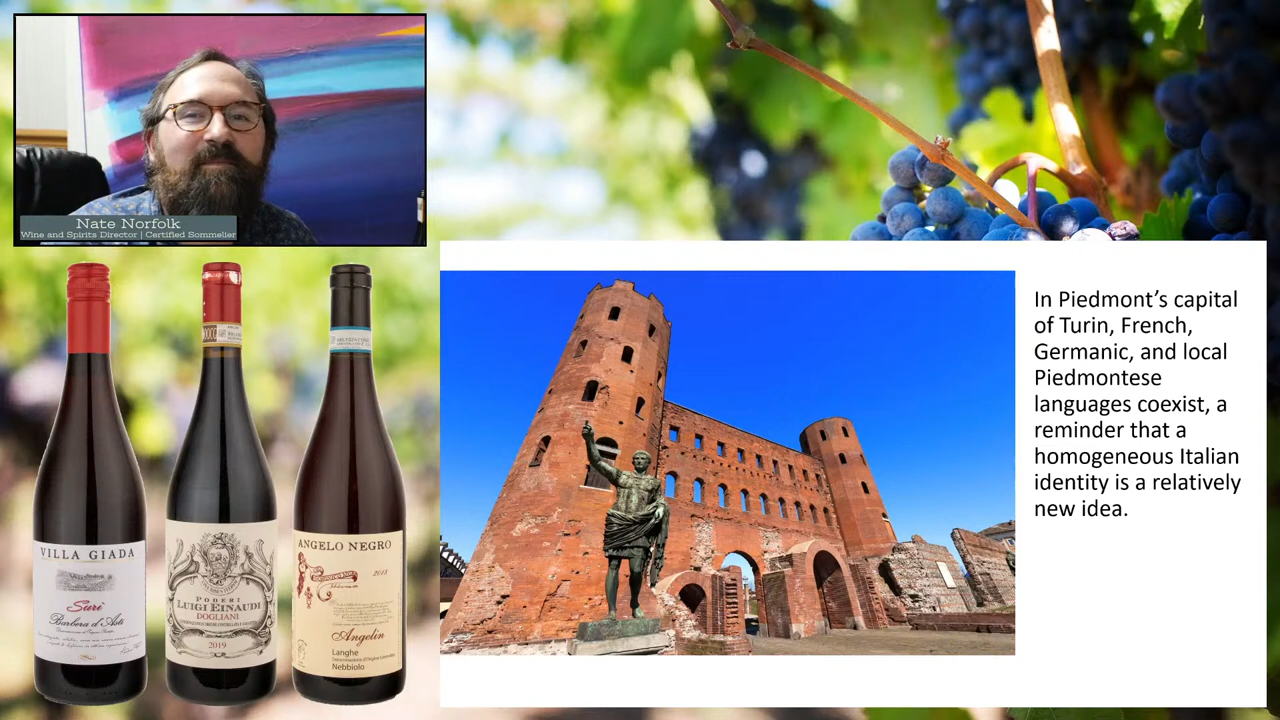 Nate Norfolk
Wine and Spirits Director | Certified Sommelier
In Piedmont’s capital
of Turin, French,
Germanic, and local
Piedmontese
languages coexist, a
reminder that a
homogeneous Italian
identity is a relatively
new idea.
VILLA GIADA
Surì
Barbera d'Asti
PODERI
LUIGI EINAUDI
DOGLIANI
2019
ANGELO NEGRO
2018
Angelin
Langhe
Nebbiolo